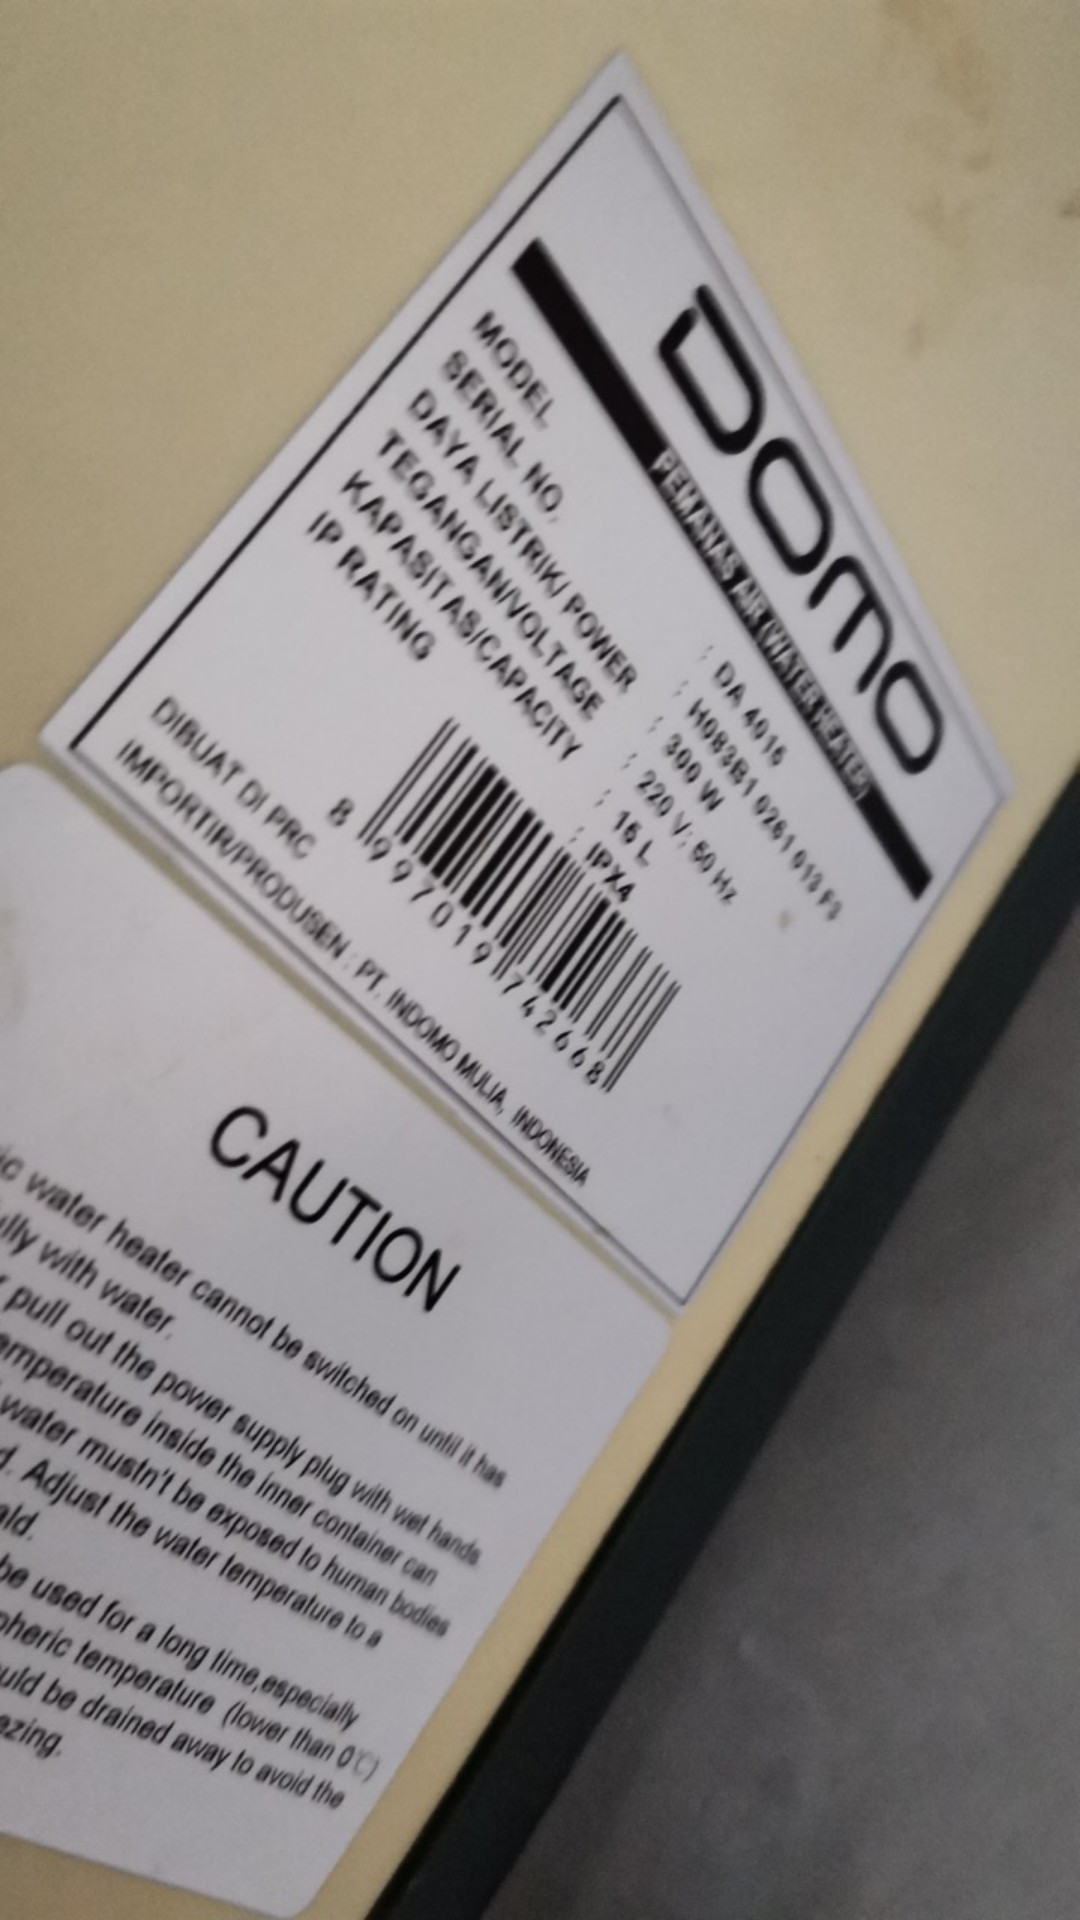 DOMO
PEMANAS AIR (WATER HEATER)
MODEL : DA 4015
SERIAL NO. : H083B1 0261 013 F3
DAYA LISTRIK/ POWER : 300 W
TEGANGAN/VOLTAGE : 220 V; 50 Hz
KAPASITAS/CAPACITY : 15 L
IP RATING : IPX4
8 997019 742668
DIBUAT DI PRC
IMPORTIR/PRODUSEN : PT. INDOMO MULIA, INDONESIA
CAUTION
water heater cannot be switched on until it has
with water.
pull out the power supply plug with wet hands.
inside the inner container can
water mustn't be exposed to human bodies
Adjust the water temperature to a
be used for a long time,especially
temperature (lower than 0℃)
be drained away to avoid the